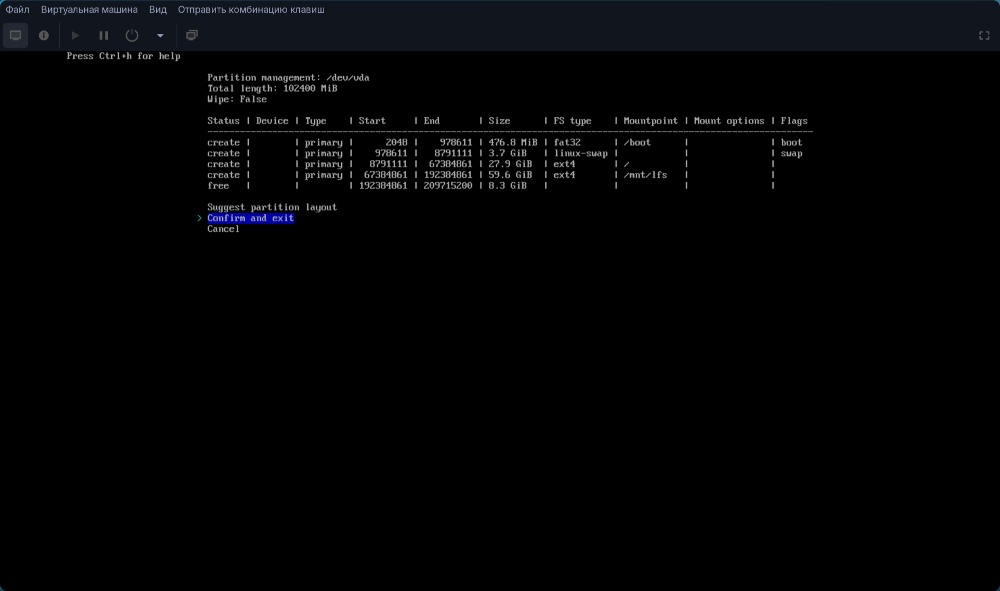 Файл Виртуальная машина Вид Отправить комбинацию клавиш
Press Ctrl+h for help
Partition management: /dev/vda
Total length: 102400 MiB
Wipe: False
Status | Device | Type | Start | End | Size | FS type | Mountpoint | Mount options | Flags
create | | primary | 2048 | 978611 | 476.8 MiB | fat32 | /boot | | boot
create | | primary | 978611 | 8791111 | 3.7 GiB | linux-swap | | | swap
create | | primary | 8791111 | 67384861 | 27.9 GiB | ext4 | / | |
create | | primary | 67384861 | 192384861 | 59.6 GiB | ext4 | /mnt/lfs | |
free | | | 192384861 | 209715200 | 8.3 GiB | | | |
Suggest partition layout
> Confirm and exit
Cancel